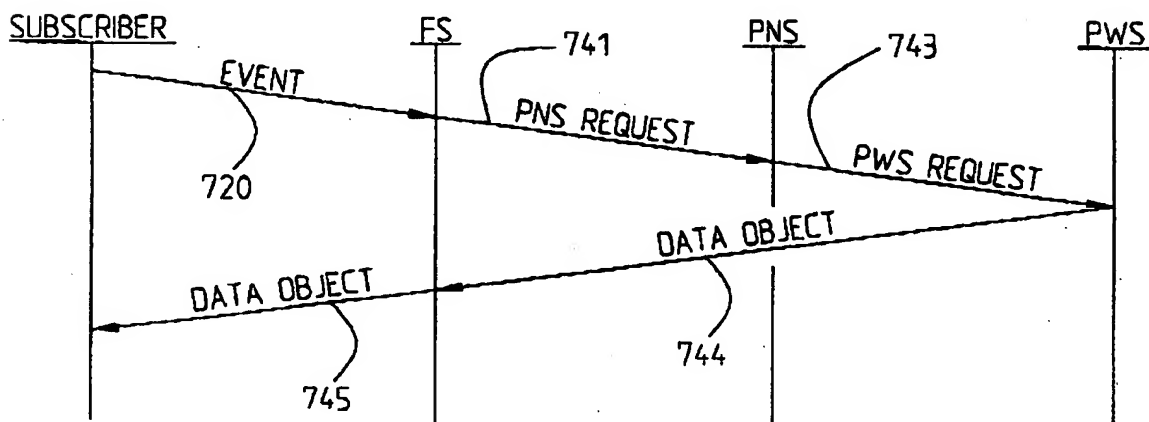 SUBSCRIBER FS PNS PWS
741 743
EVENT
PNS REQUEST
PWS REQUEST
720
DATA OBJECT
DATA OBJECT
744
745